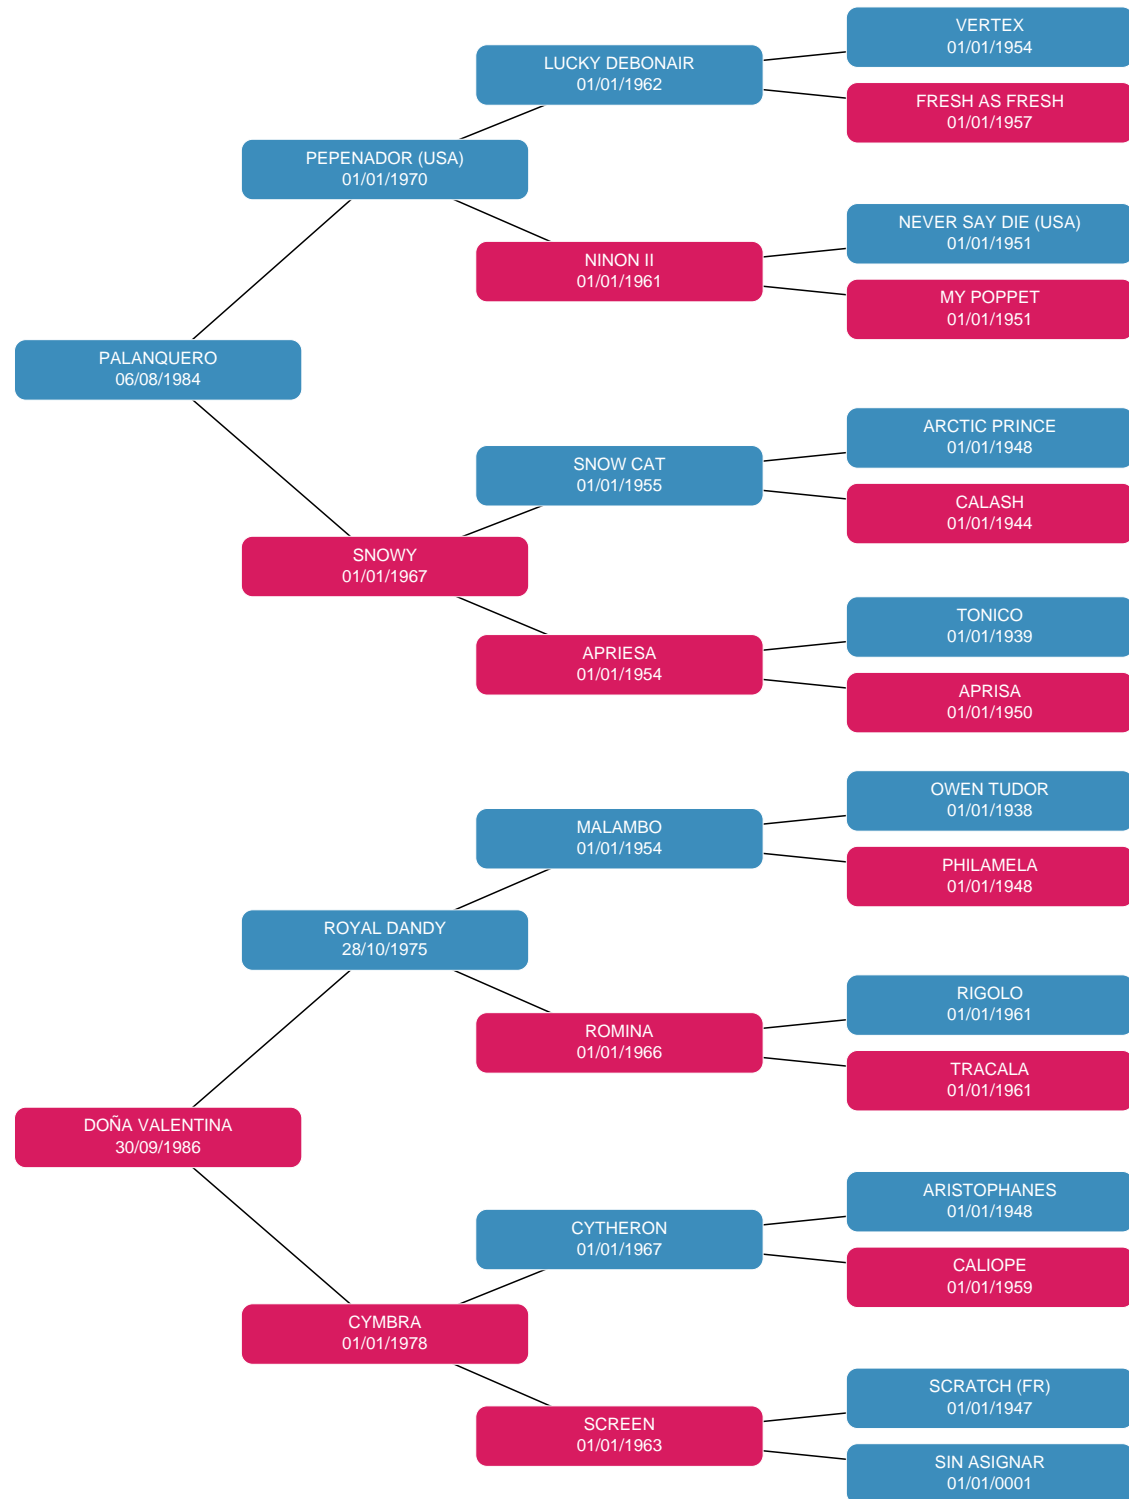 VERTEX
01/01/1954
LUCKY DEBONAIR
01/01/1962
FRESH AS FRESH
01/01/1957
PEPENADOR (USA)
01/01/1970
NEVER SAY DIE (USA)
01/01/1951
NINON II
01/01/1961
MY POPPET
01/01/1951
PALANQUERO
06/08/1984
ARCTIC PRINCE
01/01/1948
SNOW CAT
01/01/1955
CALASH
01/01/1944
SNOWY
01/01/1967
TONICO
01/01/1939
APRIESA
01/01/1954
APRISA
01/01/1950
OWEN TUDOR
01/01/1938
MALAMBO
01/01/1954
PHILAMELA
01/01/1948
ROYAL DANDY
28/10/1975
RIGOLO
01/01/1961
ROMINA
01/01/1966
TRACALA
01/01/1961
DOÑA VALENTINA
30/09/1986
ARISTOPHANES
01/01/1948
CYTHERON
01/01/1967
CALIOPE
01/01/1959
CYMBRA
01/01/1978
SCRATCH (FR)
01/01/1947
SCREEN
01/01/1963
SIN ASIGNAR
01/01/0001